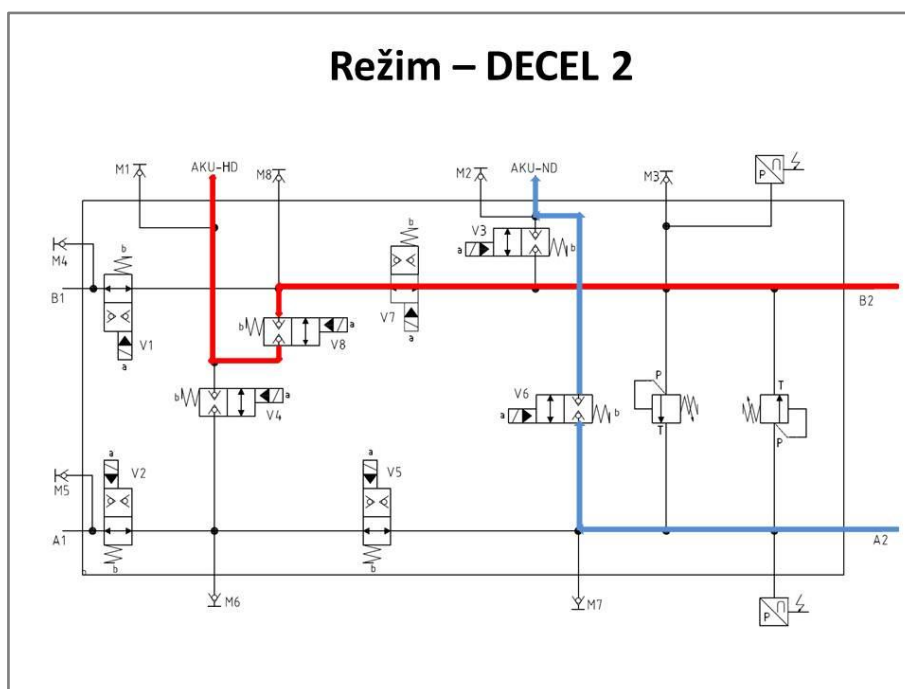 Režim – DECEL 2
M1
AKU-HD
M8
M2
AKU-ND
M3
P
M4
b
b
V3
a
b
B1
V7
B2
V1
a
a
b
a
V8
b
a
V4
a
V6
b
P
T
T
P
a
V2
a
V5
M5
A1
b
b
A2
b
M6
M7
P